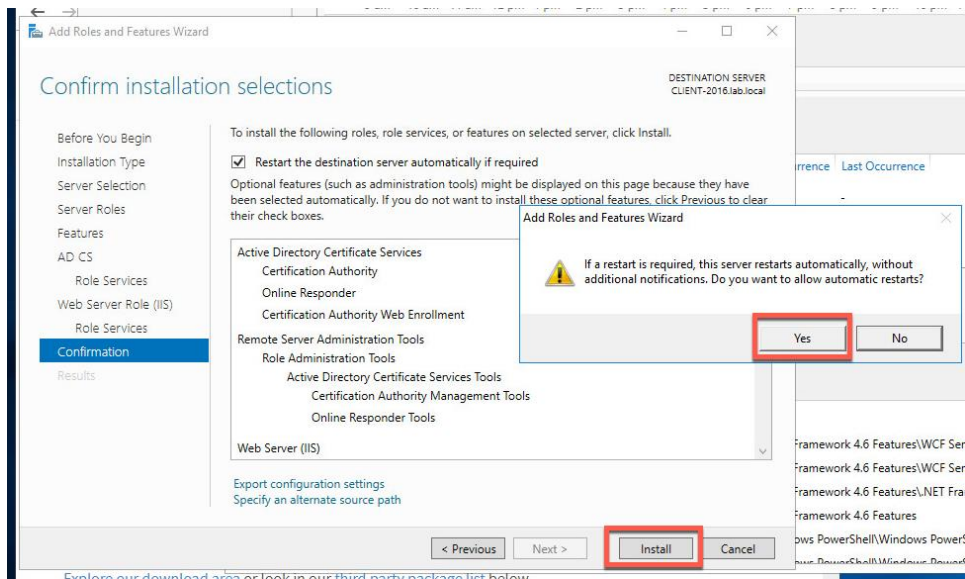 Add Roles and Features Wizard
Confirm installation selections
DESTINATION SERVER
CLIENT-2016.lab.local
Before You Begin
Installation Type
Server Selection
Server Roles
Features
AD CS
Role Services
Web Server Role (IIS)
Role Services
Confirmation
Results
To install the following roles, role services, or features on selected server, click Install.
Restart the destination server automatically if required
Optional features (such as administration tools) might be displayed on this page because they have
been selected automatically. If you do not want to install these optional features, click Previous to clear
their check boxes.
Active Directory Certificate Services
Certification Authority
Online Responder
Certification Authority Web Enrollment
Remote Server Administration Tools
Role Administration Tools
Active Directory Certificate Services Tools
Certification Authority Management Tools
Online Responder Tools
Web Server (IIS)
Export configuration settings
Specify an alternate source path
< Previous
Next >
Install
Cancel
Add Roles and Features Wizard
If a restart is required, this server restarts automatically, without
additional notifications. Do you want to allow automatic restarts?
Yes
No
Last Occurrence
-
Framework 4.6 Features\WCF Ser
Framework 4.6 Features\WCF Ser
Framework 4.6 Features\.NET Fra
Framework 4.6 Features
ows PowerShell\Windows PowerS
Explore our download area or look in our third party package list below